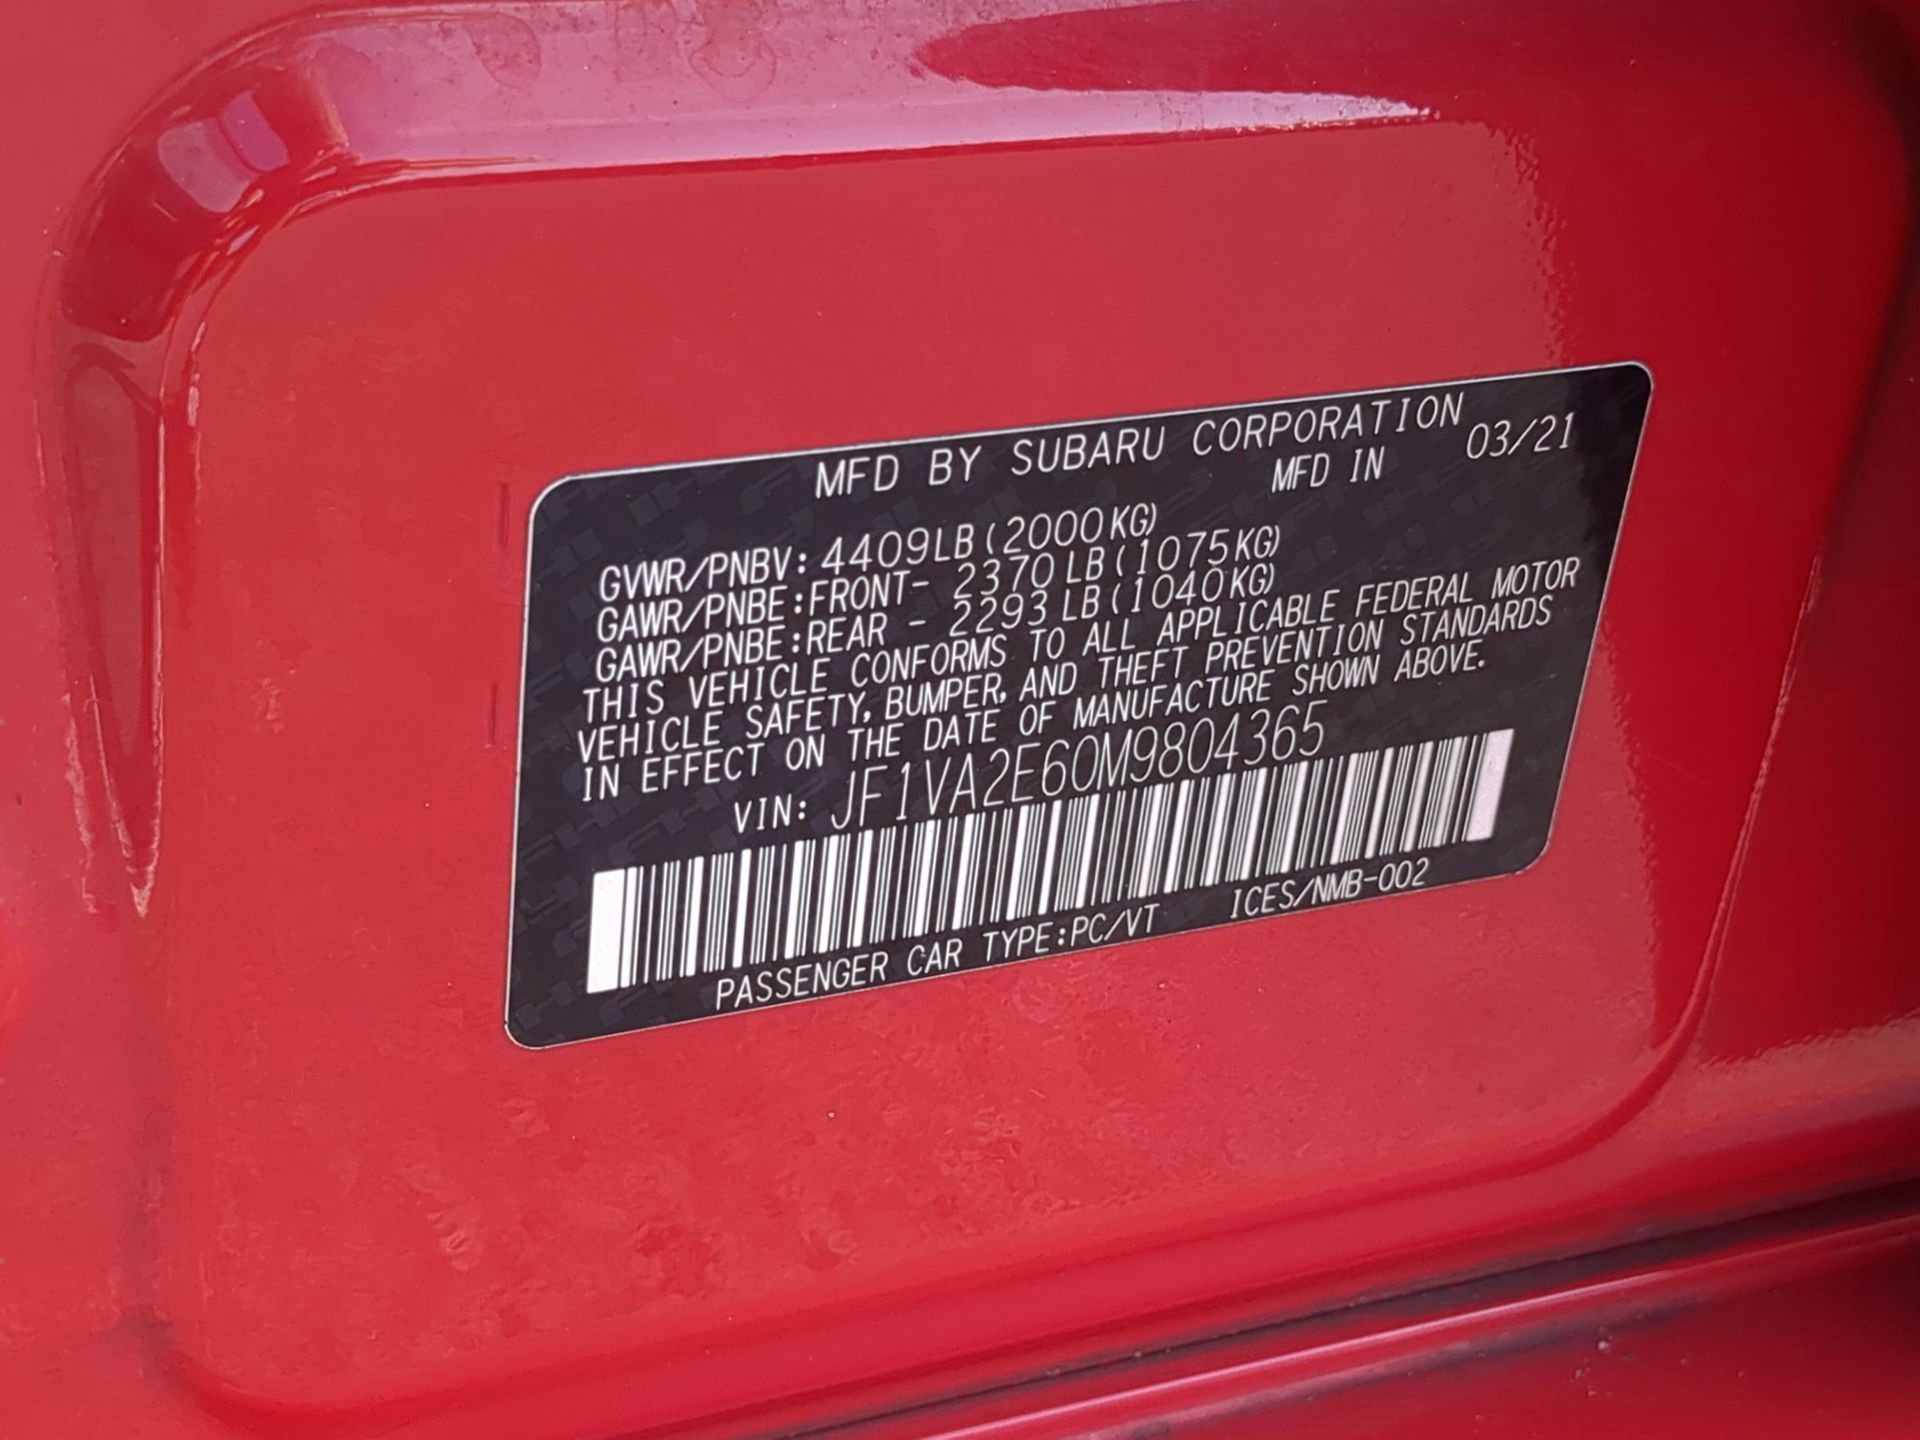 MFD BY SUBARU CORPORATION
MFD IN 03/21
GVWR/PNBV: 4409LB(2000KG)
GAWR/PNBE:FRONT- 2370LB(1075KG)
GAWR/PNBE:REAR - 2293LB(1040KG)
THIS VEHICLE CONFORMS TO ALL APPLICABLE FEDERAL MOTOR
VEHICLE SAFETY, BUMPER, AND THEFT PREVENTION STANDARDS
IN EFFECT ON THE DATE OF MANUFACTURE SHOWN ABOVE.
VIN: JF1VA2E60M9804365
PASSENGER CAR TYPE:PC/VT ICES/NMB-002